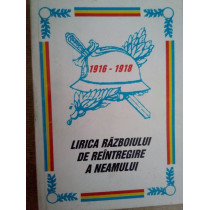 1916 - 1918
LIRICA RĂZBOIULUI
DE REÎNTREGIRE
A NEAMULUI